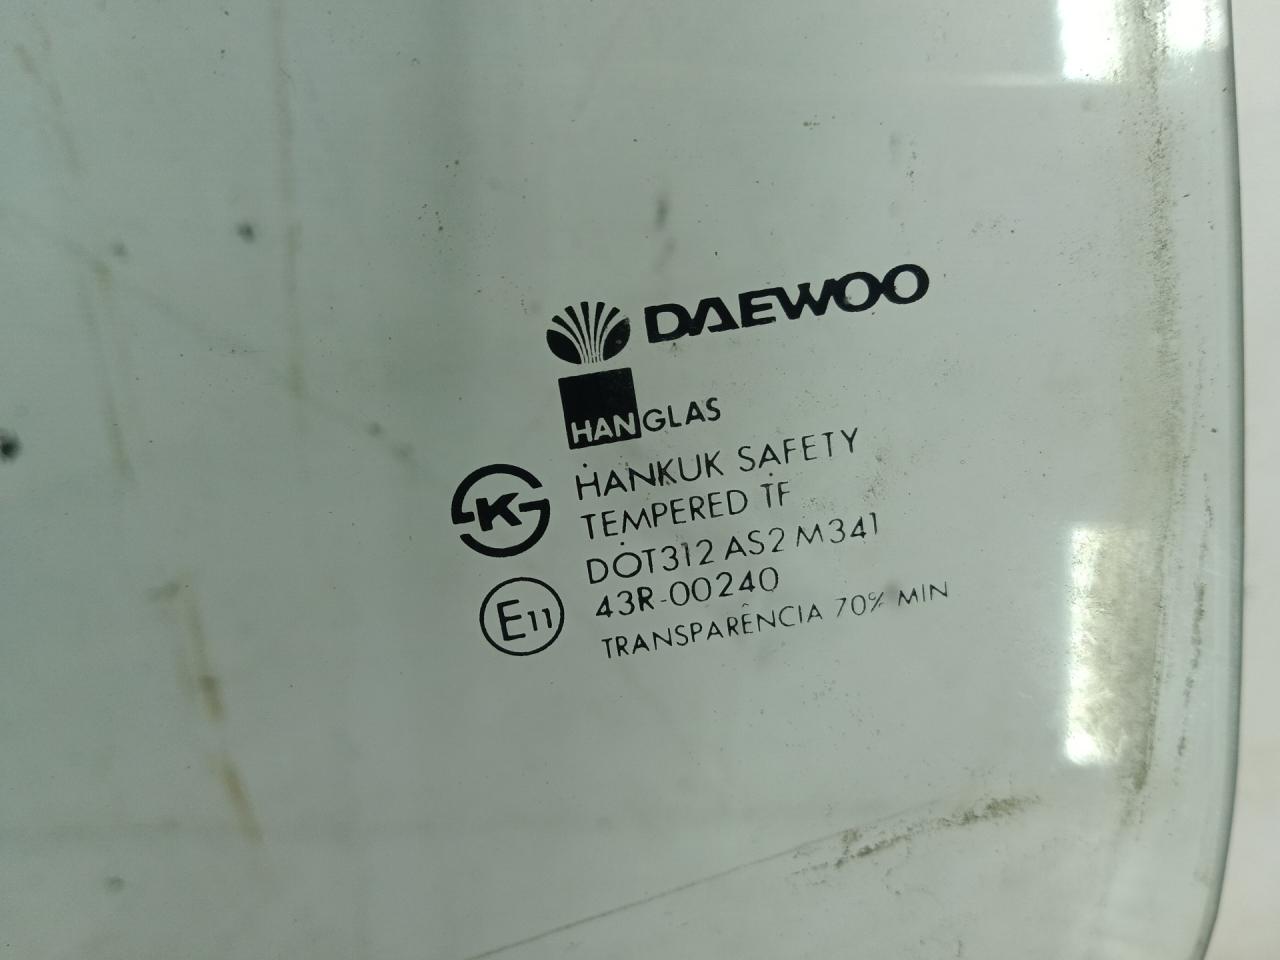 DAEWOO
HANGLAS
HANKUK SAFETY
TEMPERED TF
DOT312 AS2 M341
43R-00240
TRANSPARÊNCIA 70% MIN
K
E11